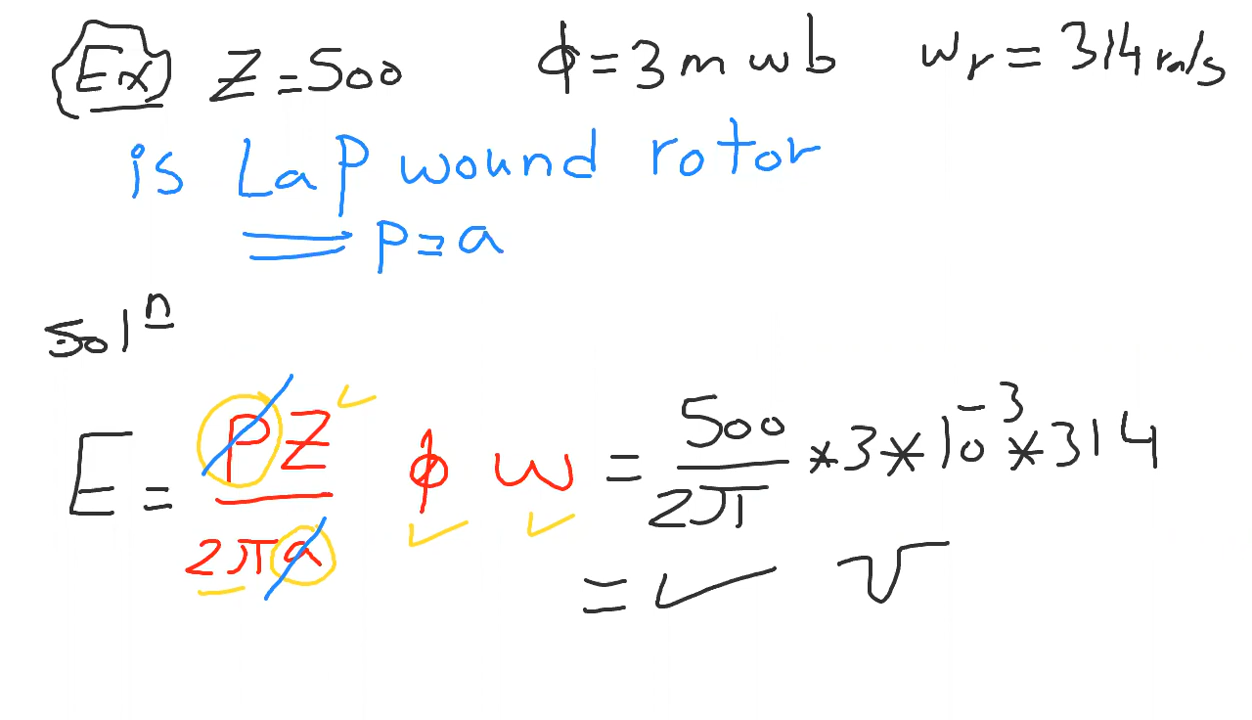 Ex Z = 500 ϕ = 3 m wb wr = 314 ra/s
is LaP wound rotor
P = a
Solⁿ
E = PZ/2πa ϕ w = 500/2π * 3 * 10⁻³ * 314
= ✓ V